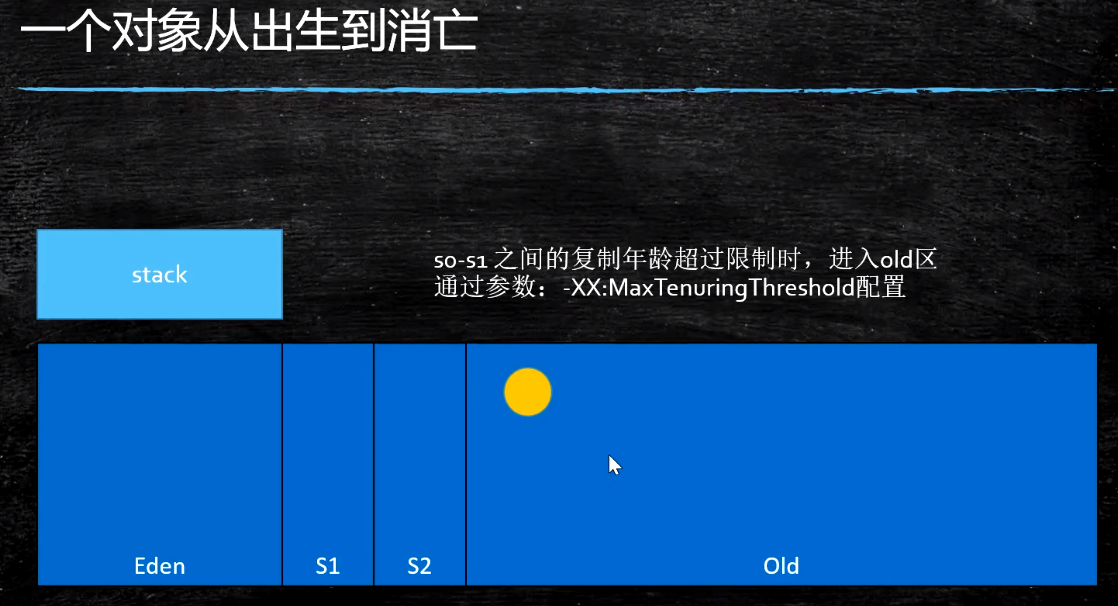 一个对象从出生到消亡
stack
s0-s1 之间的复制年龄超过限制时，进入old区
通过参数：-XX:MaxTenuringThreshold配置
Eden
S1
S2
Old